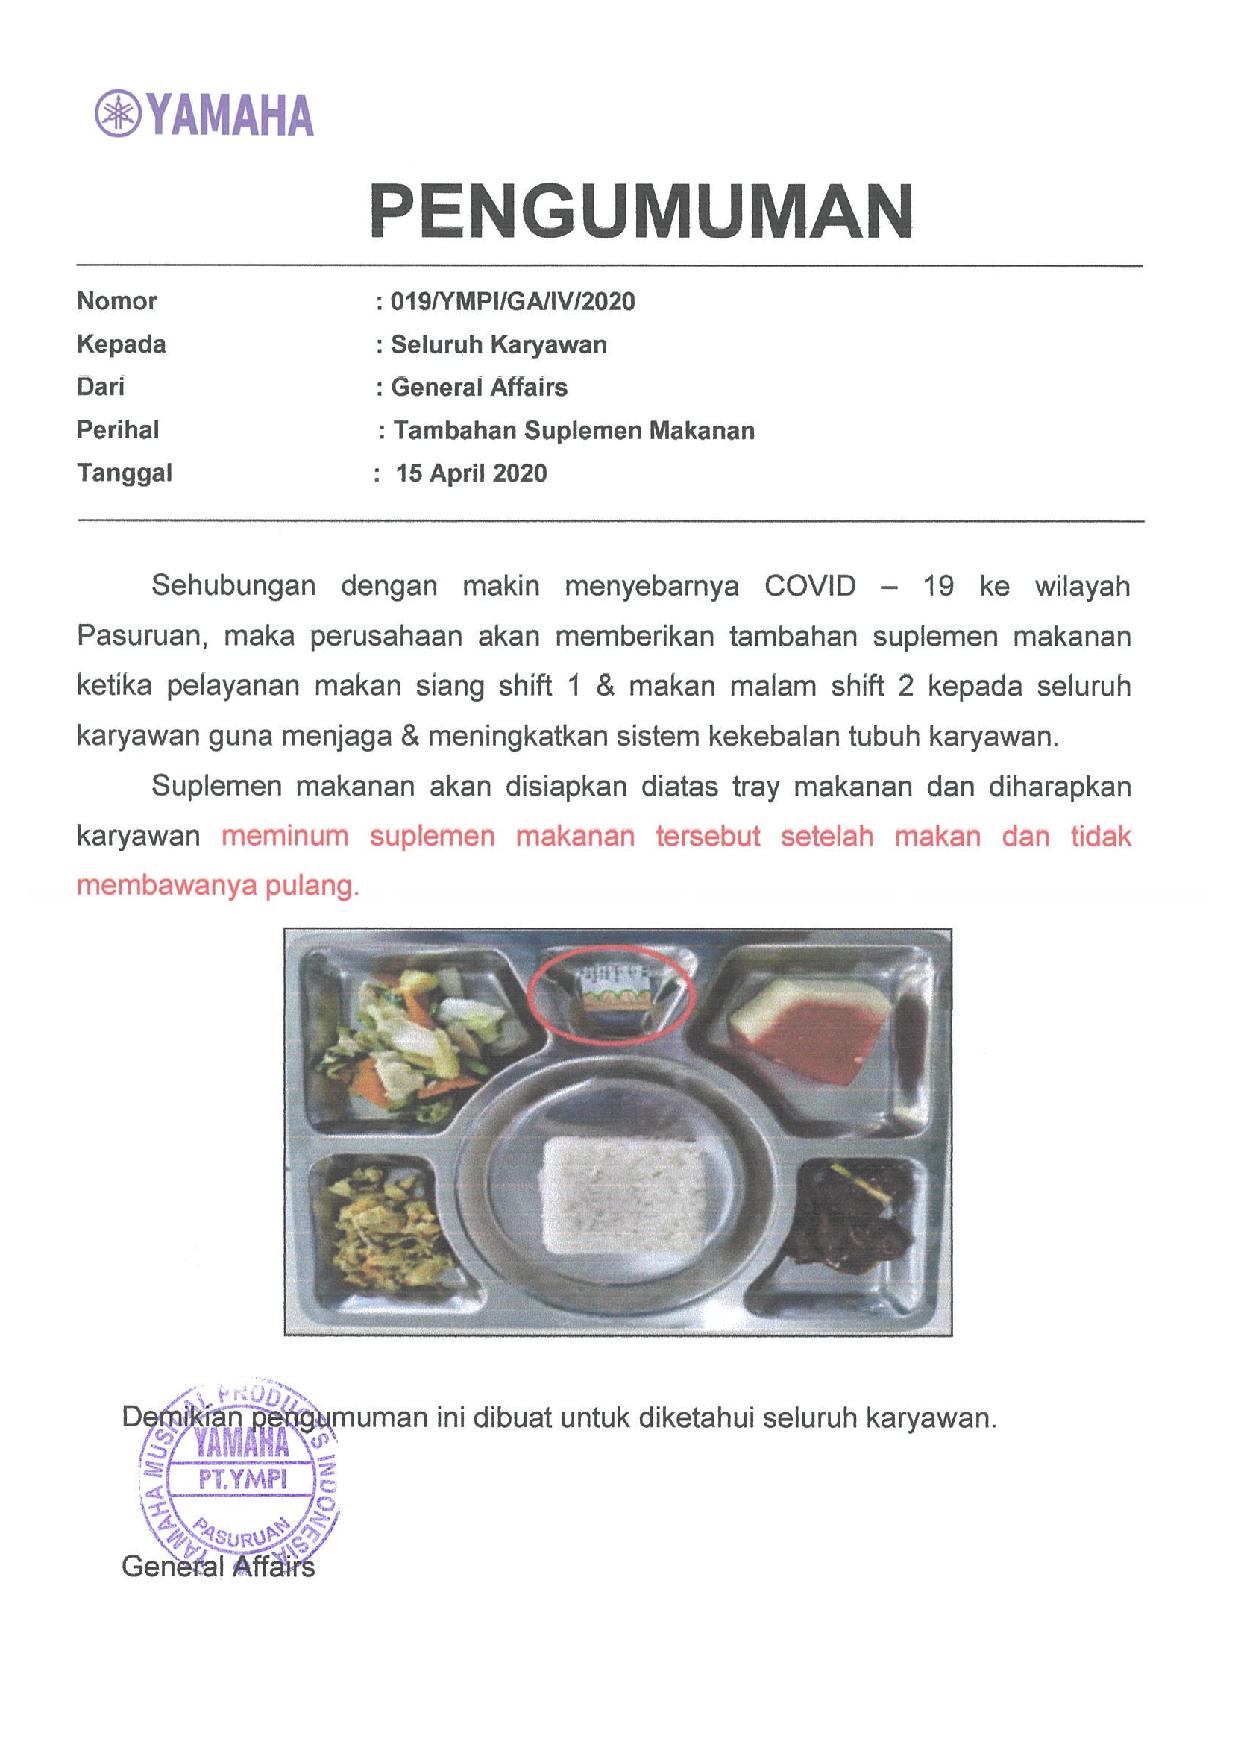 YAMAHA
PENGUMUMAN
Nomor : 019/YMPI/GA/IV/2020
Kepada : Seluruh Karyawan
Dari : General Affairs
Perihal : Tambahan Suplemen Makanan
Tanggal : 15 April 2020
Sehubungan dengan makin menyebarnya COVID – 19 ke wilayah
Pasuruan, maka perusahaan akan memberikan tambahan suplemen makanan
ketika pelayanan makan siang shift 1 & makan malam shift 2 kepada seluruh
karyawan guna menjaga & meningkatkan sistem kekebalan tubuh karyawan.
Suplemen makanan akan disiapkan diatas tray makanan dan diharapkan
karyawan meminum suplemen makanan tersebut setelah makan dan tidak
membawanya pulang.
Demikian pengumuman ini dibuat untuk diketahui seluruh karyawan.
YAMAHA MUSICAL PRODUCTS INDONESIA
YAMAHA
PT.YMPI
PASURUAN
General Affairs